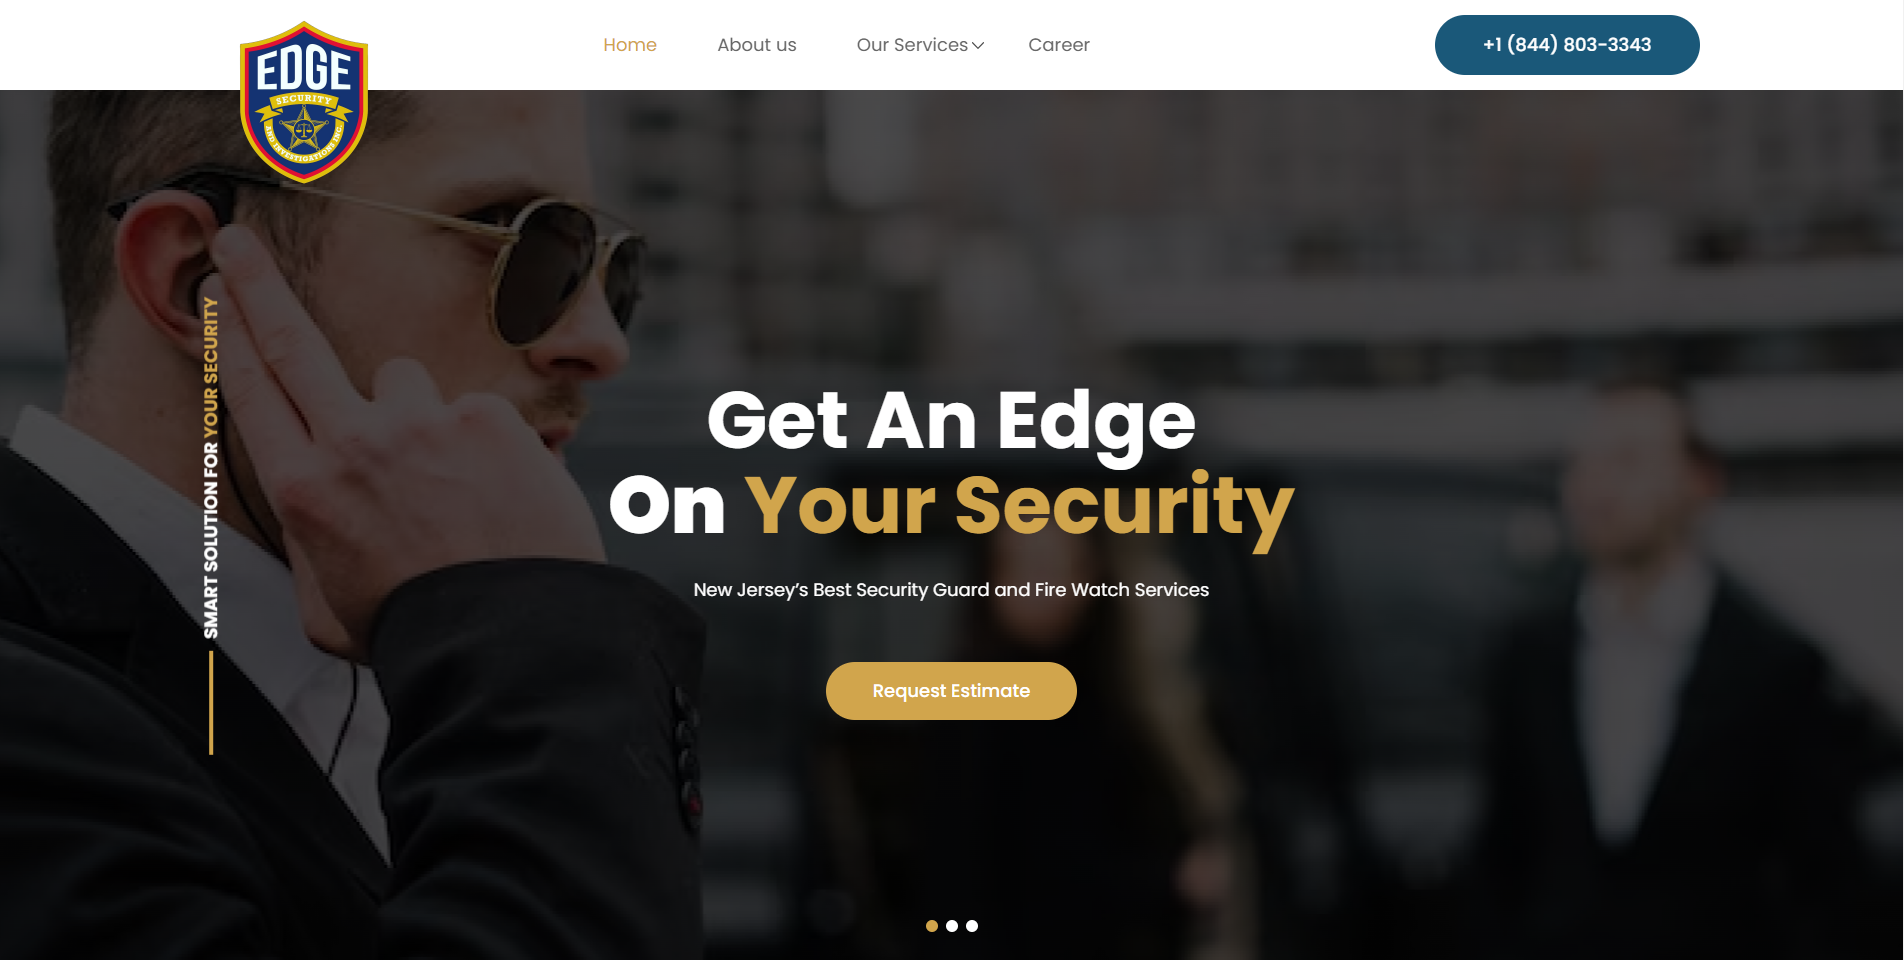 EDGE
SECURITY
AND INVESTIGATIONS INC
Home
About us
Our Services
Career
+1 (844) 803-3343
SMART SOLUTION FOR YOUR SECURITY
Get An Edge
On Your Security
New Jersey’s Best Security Guard and Fire Watch Services
Request Estimate